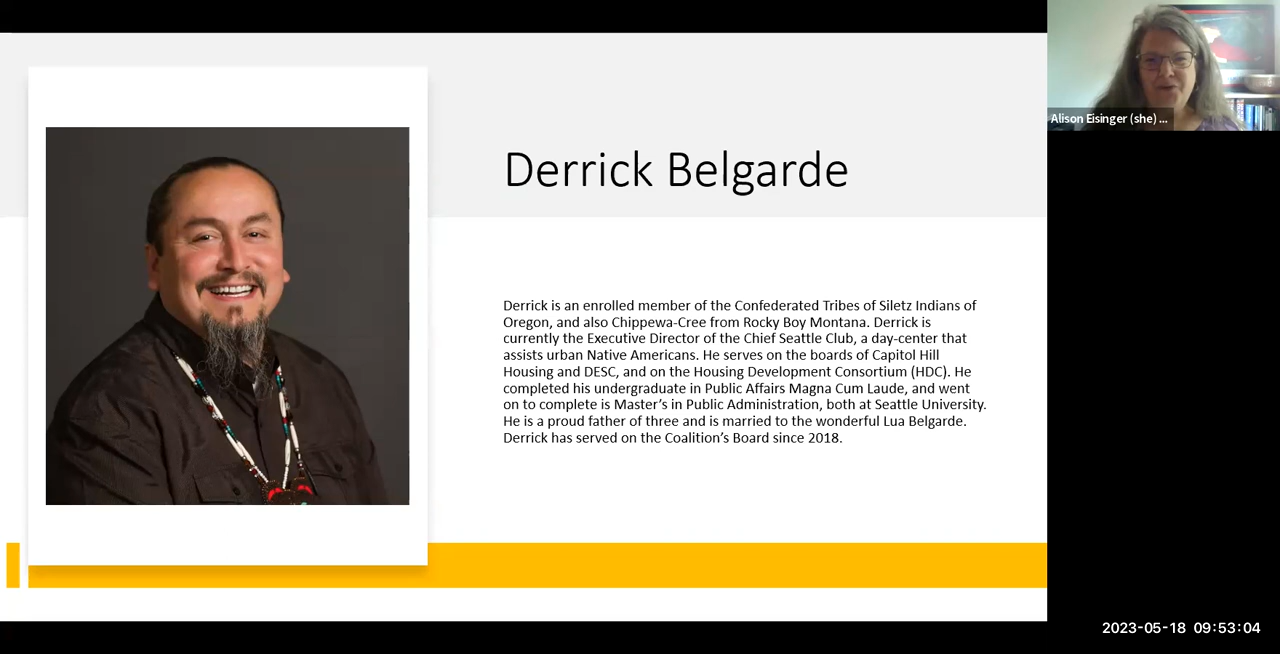 Derrick Belgarde
Derrick is an enrolled member of the Confederated Tribes of Siletz Indians of
Oregon, and also Chippewa-Cree from Rocky Boy Montana. Derrick is
currently the Executive Director of the Chief Seattle Club, a day-center that
assists urban Native Americans. He serves on the boards of Capitol Hill
Housing and DESC, and on the Housing Development Consortium (HDC). He
completed his undergraduate in Public Affairs Magna Cum Laude, and went
on to complete is Master's in Public Administration, both at Seattle University.
He is a proud father of three and is married to the wonderful Lua Belgarde.
Derrick has served on the Coalition's Board since 2018.
Alison Eisinger (she) ...
2023-05-18 09:53:04